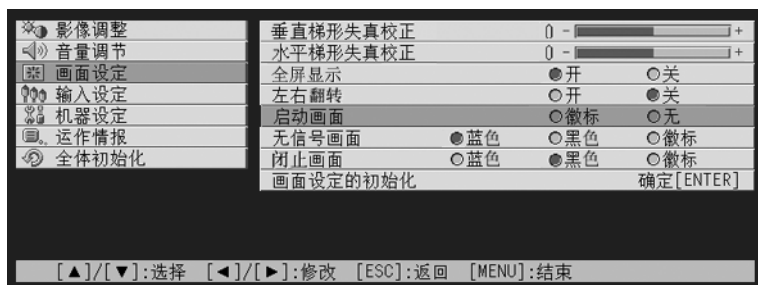 影像调整
音量调节
画面设定
输入设定
机器设定
运作情报
全体初始化
垂直梯形失真校正 0 - +
水平梯形失真校正 0 - +
全屏显示 开 关
左右翻转 开 关
启动画面 徽标 无
无信号画面 蓝色 黑色 徽标
闭止画面 蓝色 黑色 徽标
画面设定的初始化 确定[ENTER]
[▲]/[▼]:选择 [◄]/[►]:修改 [ESC]:返回 [MENU]:结束